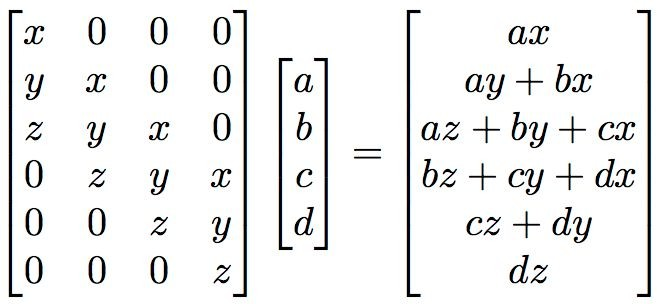 x 0 0 0
y x 0 0
z y x 0
0 z y x
0 0 z y
0 0 0 z
a
b
c
d
=
ax
ay + bx
az + by + cx
bz + cy + dx
cz + dy
dz